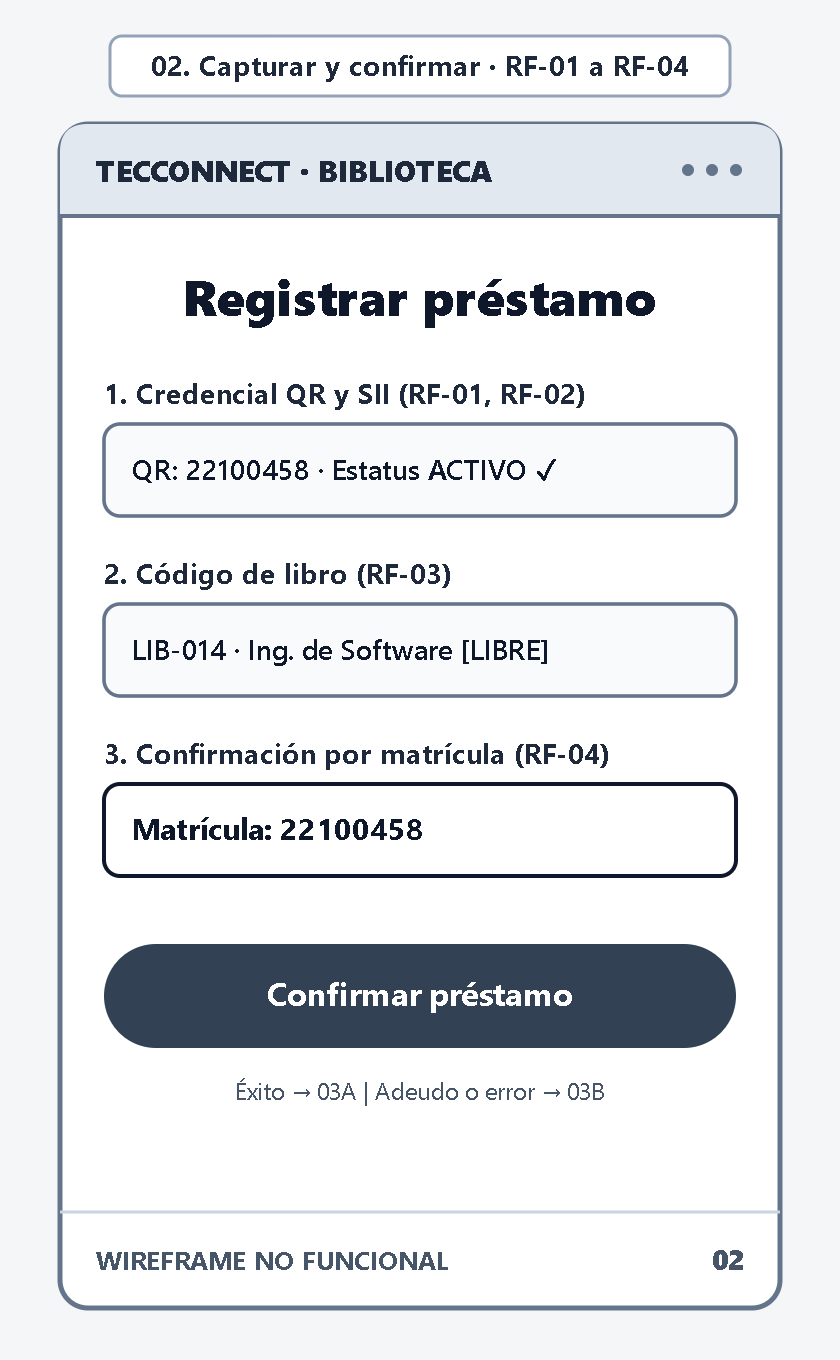 02. Capturar y confirmar · RF-01 a RF-04
TECCONNECT · BIBLIOTECA
Registrar préstamo
1. Credencial QR y SII (RF-01, RF-02)
QR: 22100458 · Estatus ACTIVO ✓
2. Código de libro (RF-03)
LIB-014 · Ing. de Software [LIBRE]
3. Confirmación por matrícula (RF-04)
Matrícula: 22100458
Confirmar préstamo
Éxito → 03A | Adeudo o error → 03B
WIREFRAME NO FUNCIONAL 02